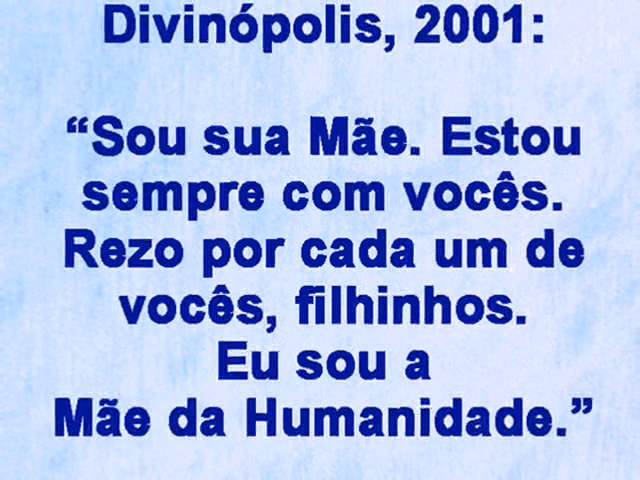 Divinópolis, 2001:
“Sou sua Mãe. Estou
sempre com vocês.
Rezo por cada um de
vocês, filhinhos.
Eu sou a
Mãe da Humanidade.”